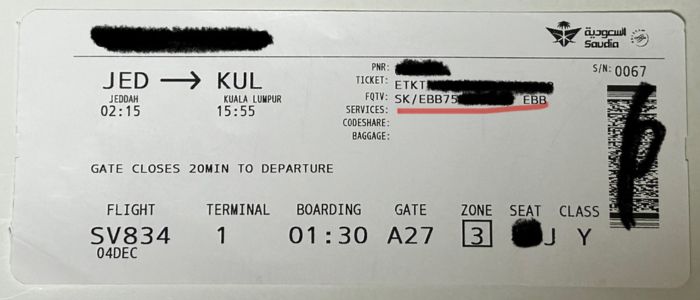 السعودية
Saudia
S/N: 0067
JED → KUL
JEDDAH KUALA LUMPUR
02:15 15:55
PNR:
TICKET: ETKT
FQTV: SK/EBB75 EBB
SERVICES:
CODESHARE:
BAGGAGE:
GATE CLOSES 20MIN TO DEPARTURE
FLIGHT TERMINAL BOARDING GATE ZONE SEAT CLASS
SV834 1 01:30 A27 3 J Y
04DEC